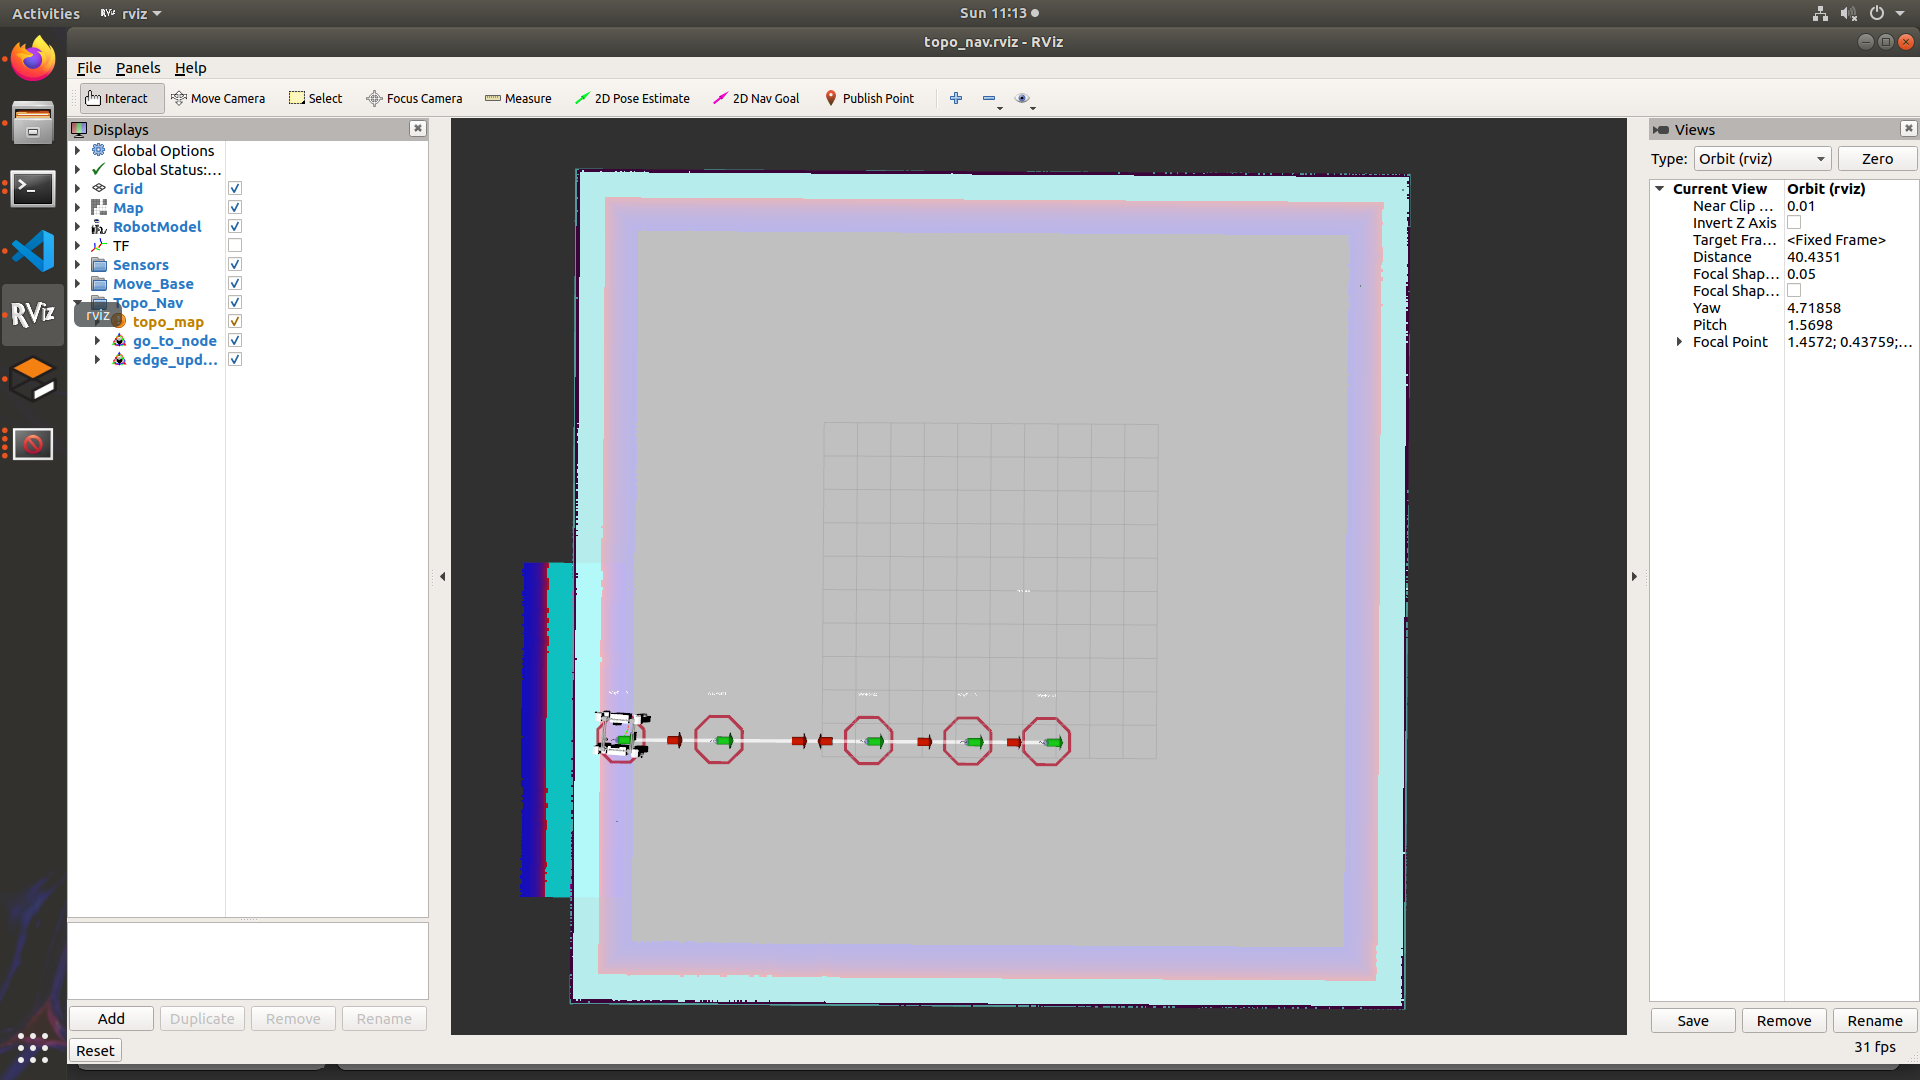 Activities
RViz rviz
Sun 11:13
topo_nav.rviz - RViz
File Panels Help
Interact
Move Camera
Select
Focus Camera
Measure
2D Pose Estimate
2D Nav Goal
Publish Point
Displays
Global Options
Global Status:...
Grid
Map
RobotModel
TF
Sensors
Move_Base
Topo_Nav
topo_map
go_to_node
edge_upd...
RViz
rviz
Add
Duplicate
Remove
Rename
Reset
Views
Type: Orbit (rviz) Zero
Current View Orbit (rviz)
Near Clip ... 0.01
Invert Z Axis
Target Fra... <Fixed Frame>
Distance 40.4351
Focal Shap... 0.05
Focal Shap...
Yaw 4.71858
Pitch 1.5698
Focal Point 1.4572; 0.43759;...
Save
Remove
Rename
31 fps